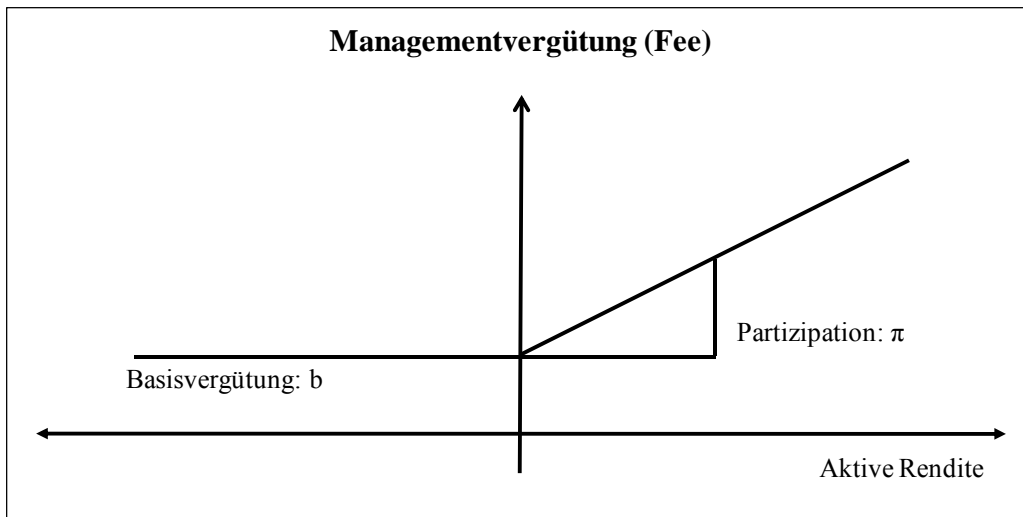 Managementvergütung (Fee)
Partizipation: π
Basisvergütung: b
Aktive Rendite